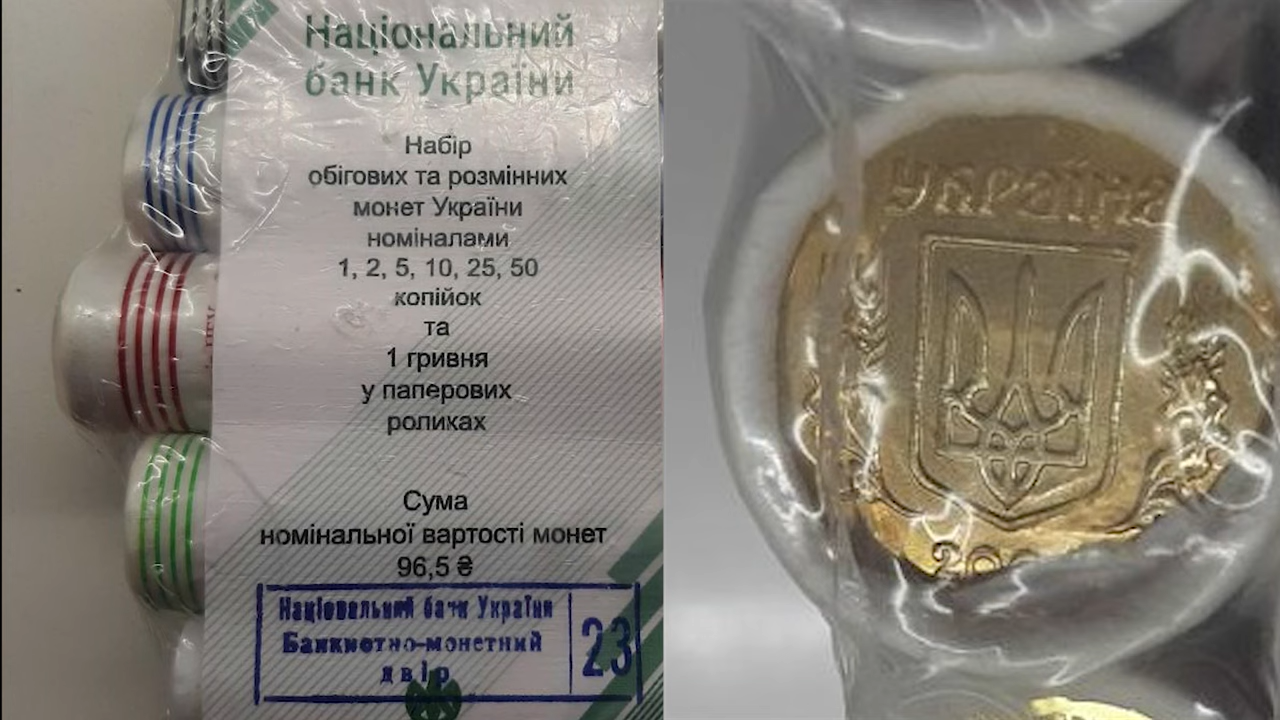 Національний
банк України
Набір
обігових та розмінних
монет України
номіналами
1, 2, 5, 10, 25, 50
копійок
та
1 гривня
у паперових
роликах
Сума
номінальної вартості монет
96,5 ₴
Національний банк України
Банкнотно-монетний
двір
23
УКРАЇНА